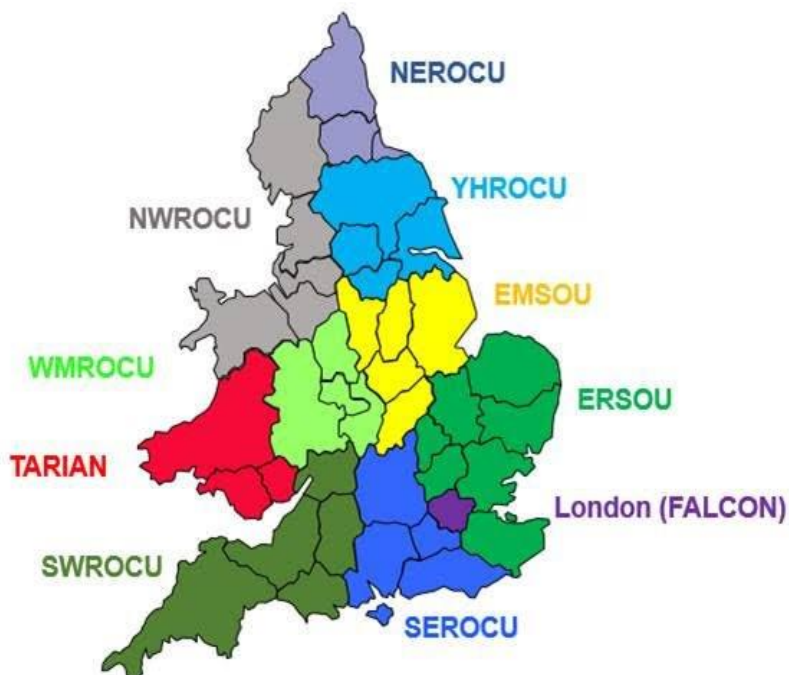 NEROCU
YHROCU
NWROCU
EMSOU
WMROCU
ERSOU
TARIAN
London (FALCON)
SWROCU
SEROCU